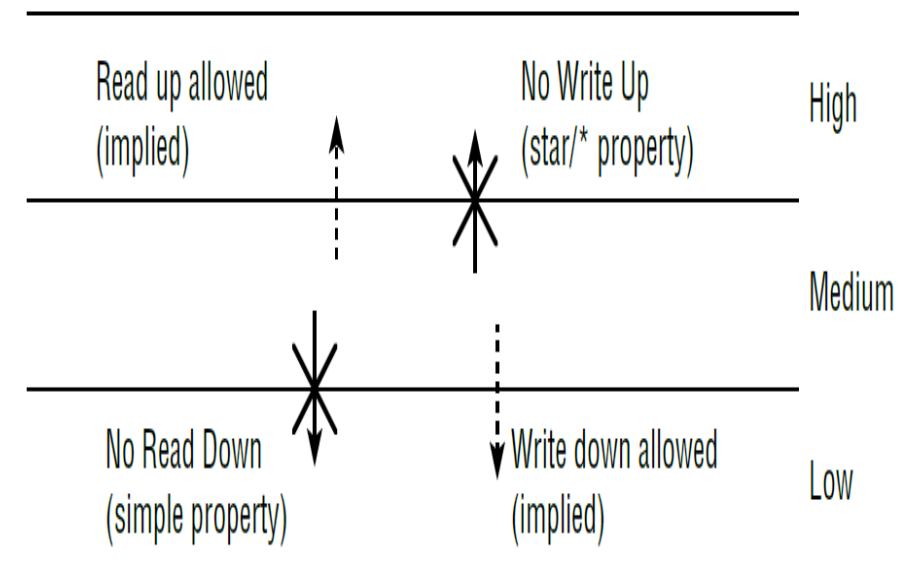 Read up allowed
(implied)
No Write Up
(star/* property)
High
Medium
No Read Down
(simple property)
Write down allowed
(implied)
Low